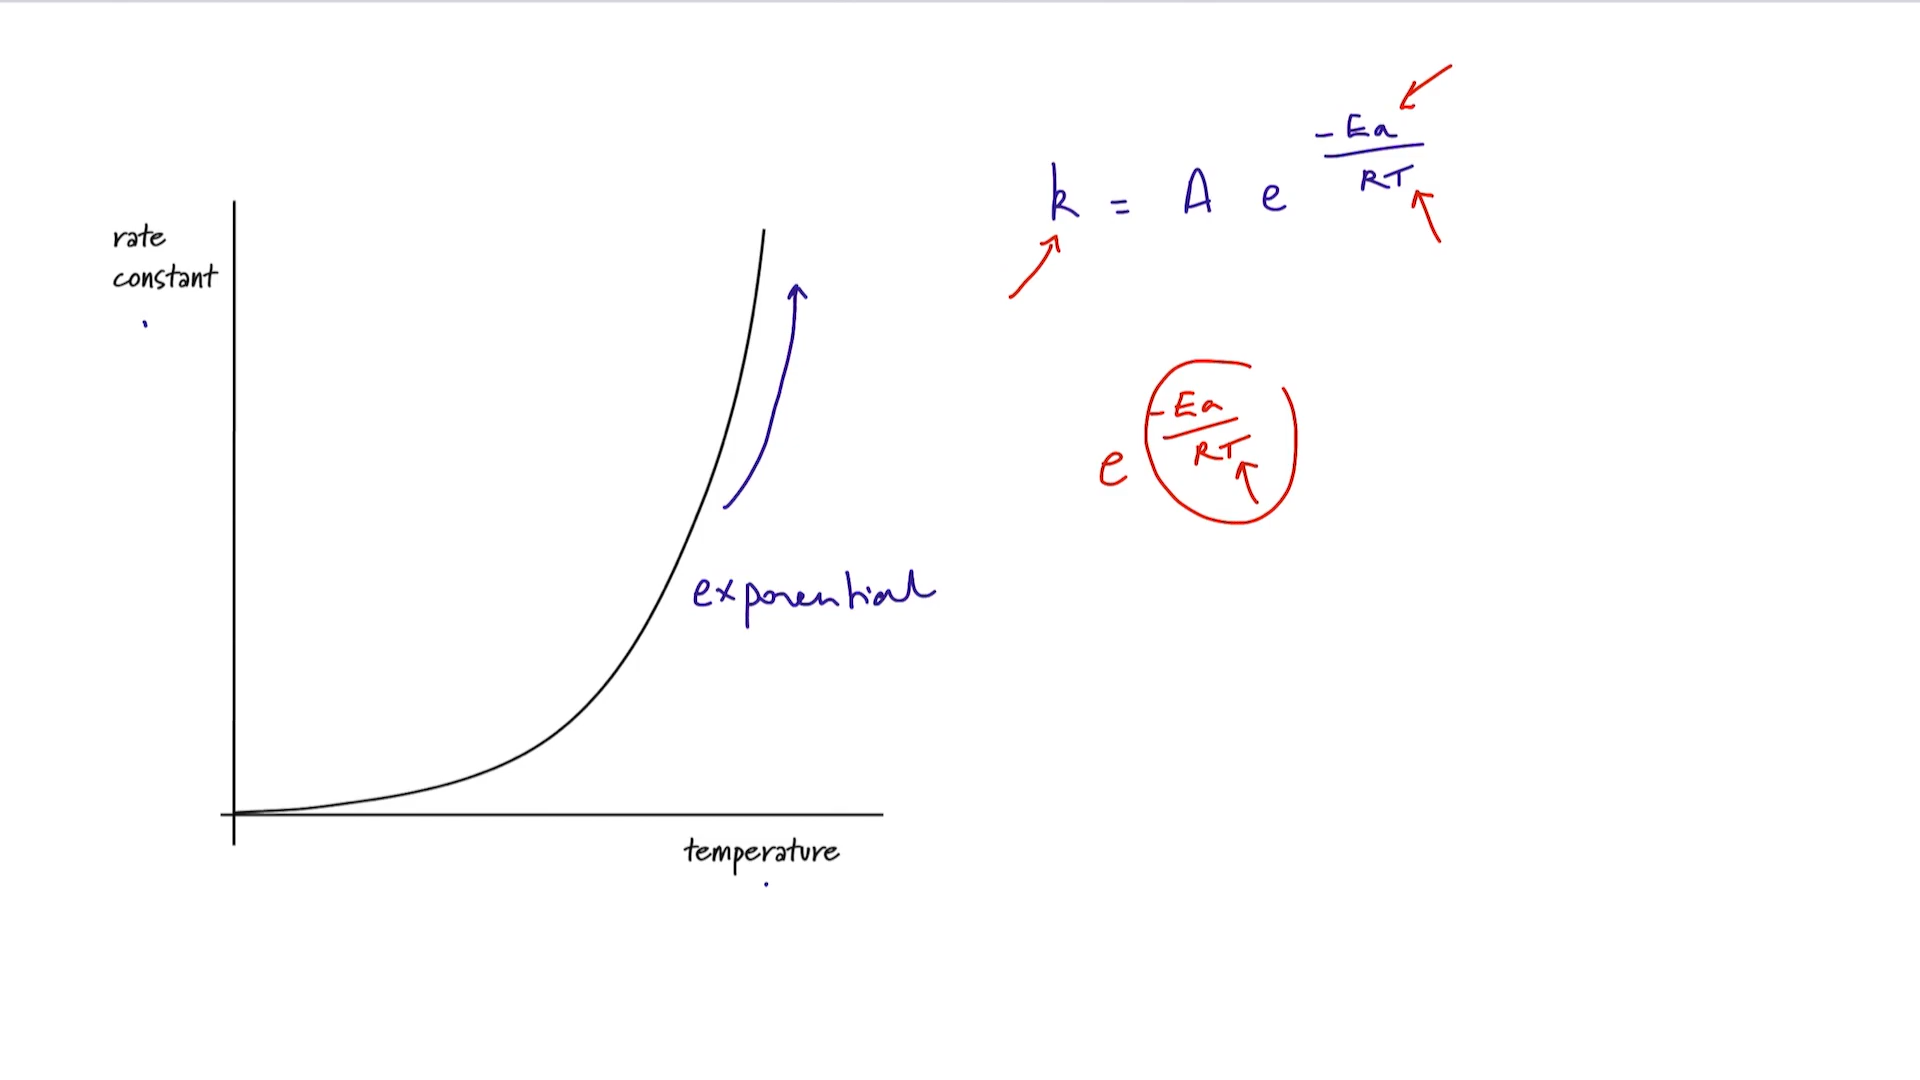 rate
constant
exponential
temperature
k = A e^(-Ea/RT)
e^(-Ea/RT)